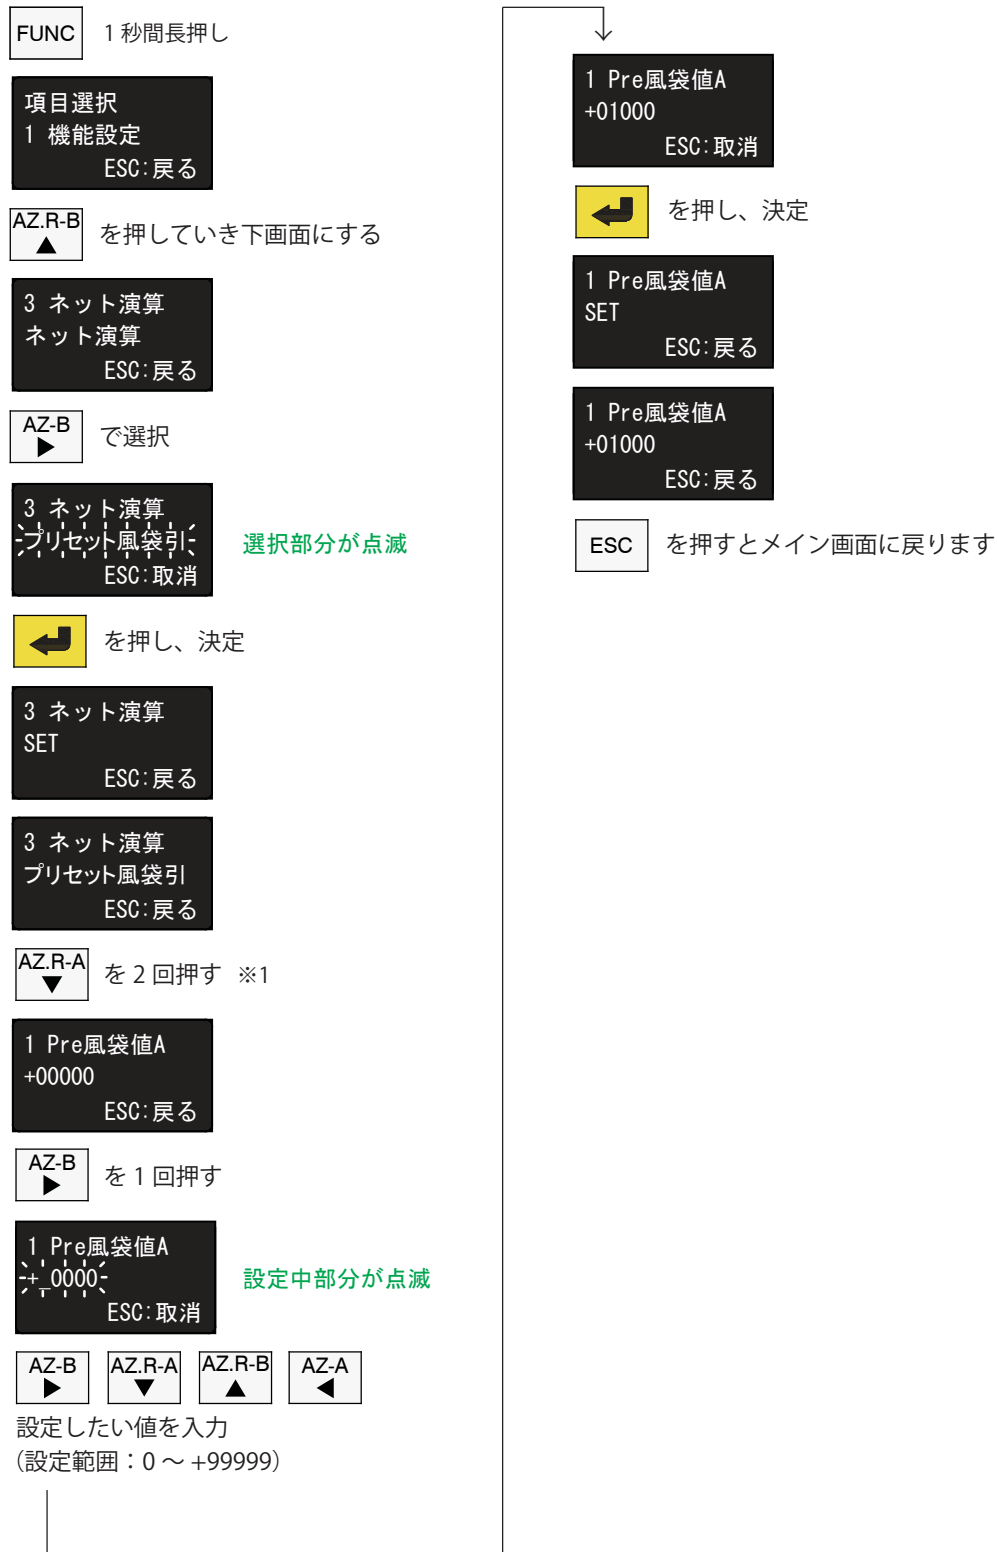 FUNC 1 秒間長押し
項目選択
1 機能設定
ESC:戻る
AZ.R-B を押していき下画面にする
3 ネット演算
ネット演算
ESC:戻る
AZ-B で選択
3 ネット演算
プリセット風袋引 選択部分が点滅
ESC:取消
を押し、決定
3 ネット演算
SET
ESC:戻る
3 ネット演算
プリセット風袋引
ESC:戻る
AZ.R-A を 2 回押す ※1
1 Pre風袋値A
+00000
ESC:戻る
AZ-B を 1 回押す
1 Pre風袋値A
+_0000 設定中部分が点滅
ESC:取消
AZ-B AZ.R-A AZ.R-B AZ-A
設定したい値を入力
(設定範囲:0 ～ +99999)
1 Pre風袋値A
+01000
ESC:取消
を押し、決定
1 Pre風袋値A
SET
ESC:戻る
1 Pre風袋値A
+01000
ESC:戻る
ESC を押すとメイン画面に戻ります